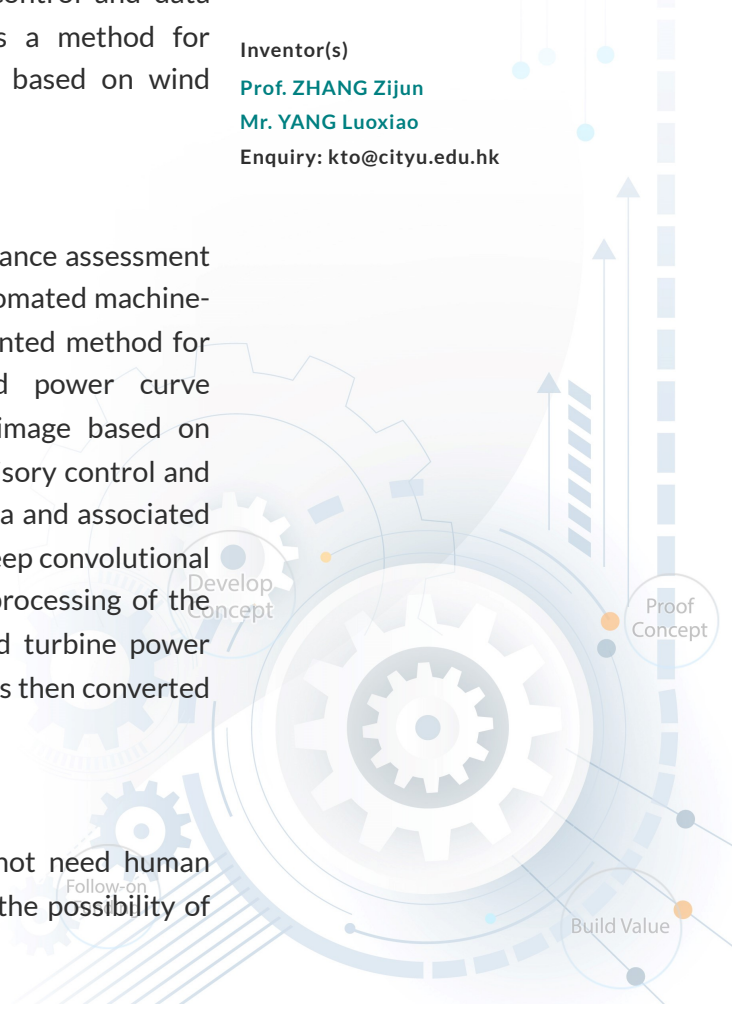 control and data
s a method for
based on wind
Inventor(s)
Prof. ZHANG Zijun
Mr. YANG Luoxiao
Enquiry: kto@cityu.edu.hk
ance assessment
omated machine-
nted method for
d power curve
image based on
isory control and
a and associated
eep convolutional
processing of the
d turbine power
s then converted
not need human
the possibility of
Develop
Concept
Proof
Concept
Follow-on
Build Value